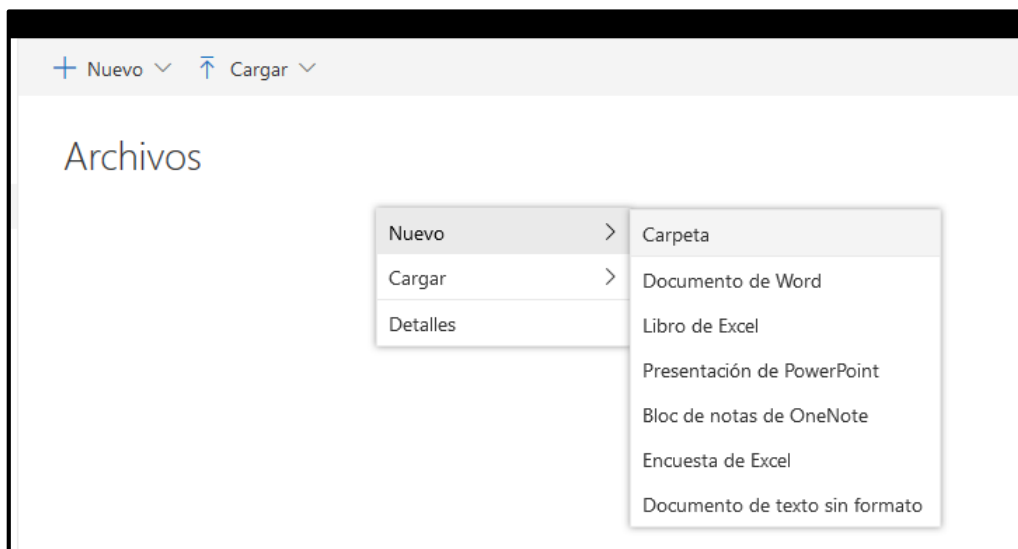 Nuevo Cargar
Archivos
Nuevo
Cargar
Detalles
Carpeta
Documento de Word
Libro de Excel
Presentación de PowerPoint
Bloc de notas de OneNote
Encuesta de Excel
Documento de texto sin formato